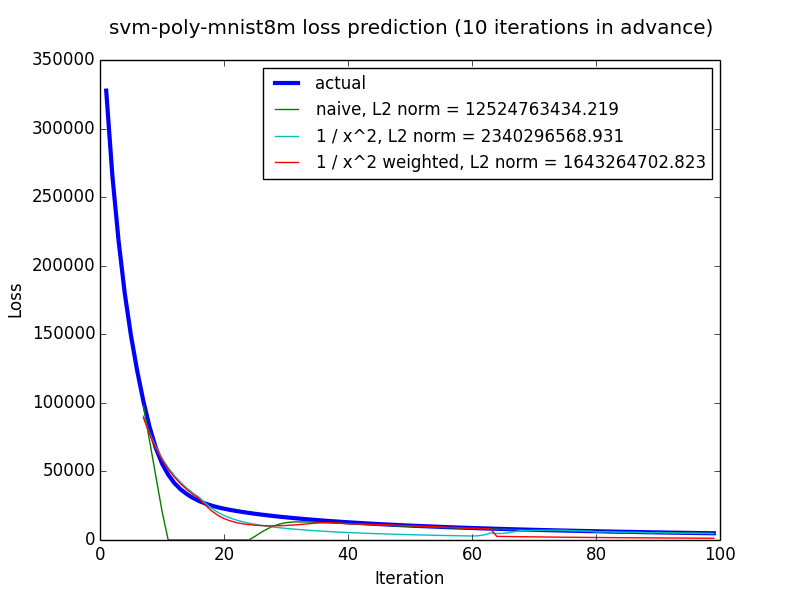 svm-poly-mnist8m loss prediction (10 iterations in advance)
350000
300000
250000
200000
150000
100000
50000
0
Loss
actual
naive, L2 norm = 12524763434.219
1 / x^2, L2 norm = 2340296568.931
1 / x^2 weighted, L2 norm = 1643264702.823
0 20 40 60 80 100
Iteration